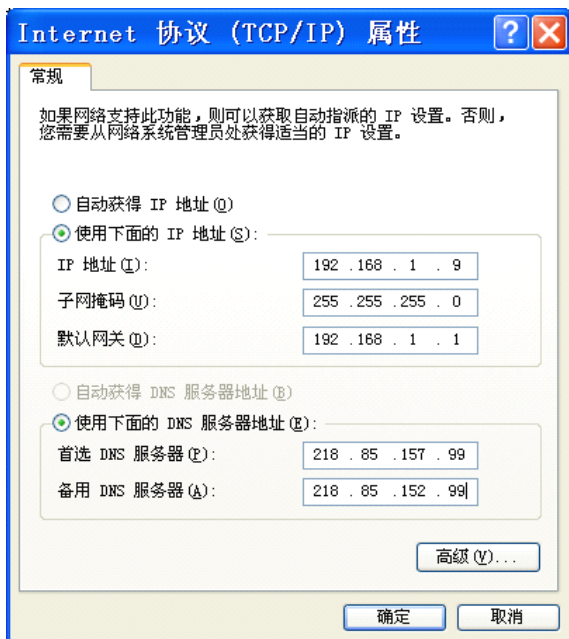 Internet 协议 (TCP/IP) 属性
常规
如果网络支持此功能，则可以获取自动指派的 IP 设置。否则，
您需要从网络系统管理员处获得适当的 IP 设置。
自动获得 IP 地址(O)
使用下面的 IP 地址(S):
IP 地址(I): 192 .168 . 1 . 9
子网掩码(U): 255 .255 .255 . 0
默认网关(D): 192 .168 . 1 . 1
自动获得 DNS 服务器地址(B)
使用下面的 DNS 服务器地址(E):
首选 DNS 服务器(P): 218 . 85 .157 . 99
备用 DNS 服务器(A): 218 . 85 .152 . 99
高级(V)...
确定 取消